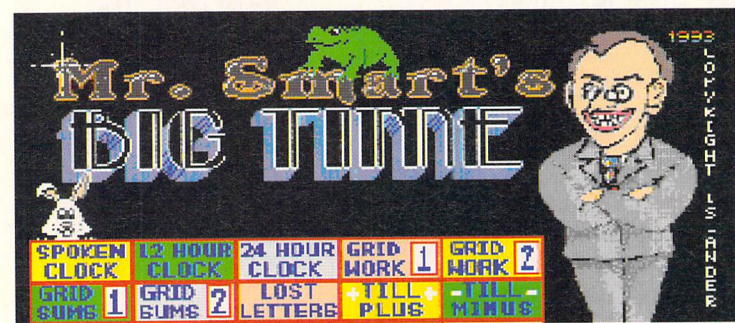 1993
Mr. Smart's
BIG TIME
COPYRIGHT
SPOKEN CLOCK
12 HOUR CLOCK
24 HOUR CLOCK
GRID WORK 1
GRID WORK 2
GRID SUMS 1
GRID SUMS 2
LOST LETTERS
+TILL+ PLUS
-TILL- MINUS